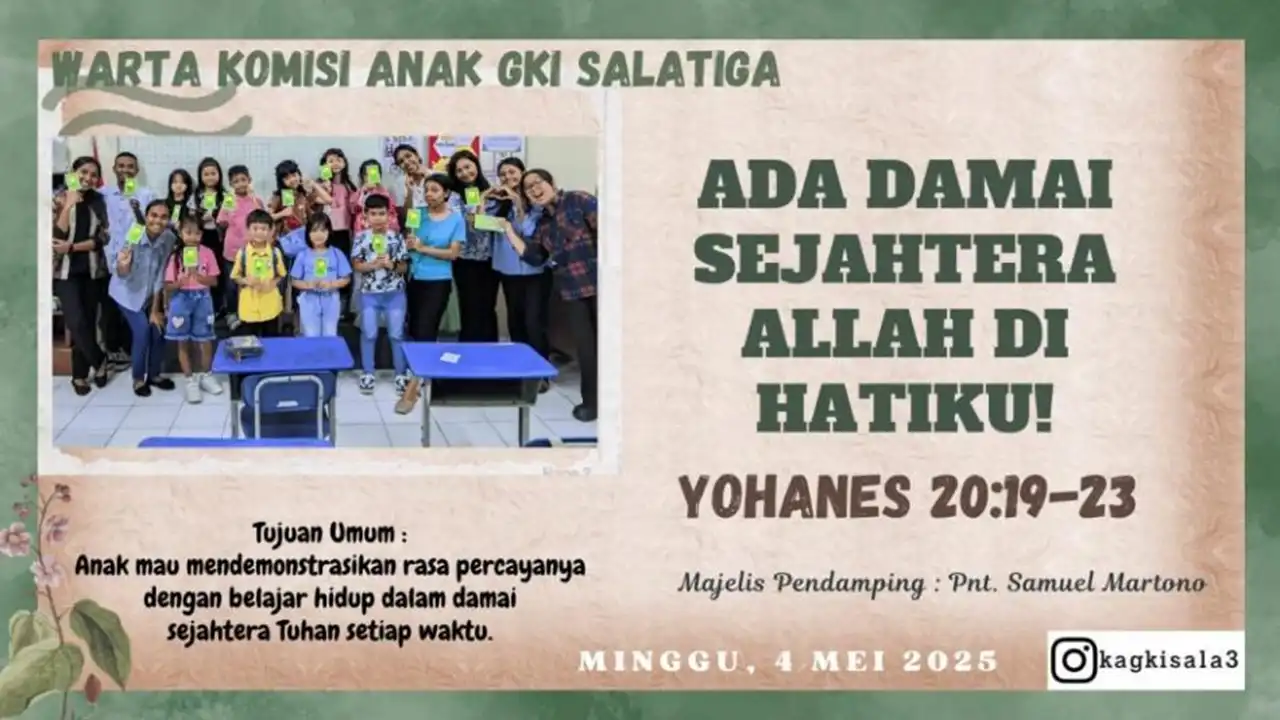 WARTA KOMISI ANAK GKI SALATIGA
ADA DAMAI
SEJAHTERA
ALLAH DI
HATIKU!
YOHANES 20:19-23
Majelis Pendamping : Pnt. Samuel Martono
Tujuan Umum :
Anak mau mendemonstrasikan rasa percayanya
dengan belajar hidup dalam damai
sejahtera Tuhan setiap waktu.
MINGGU, 4 MEI 2025
kagkisala3